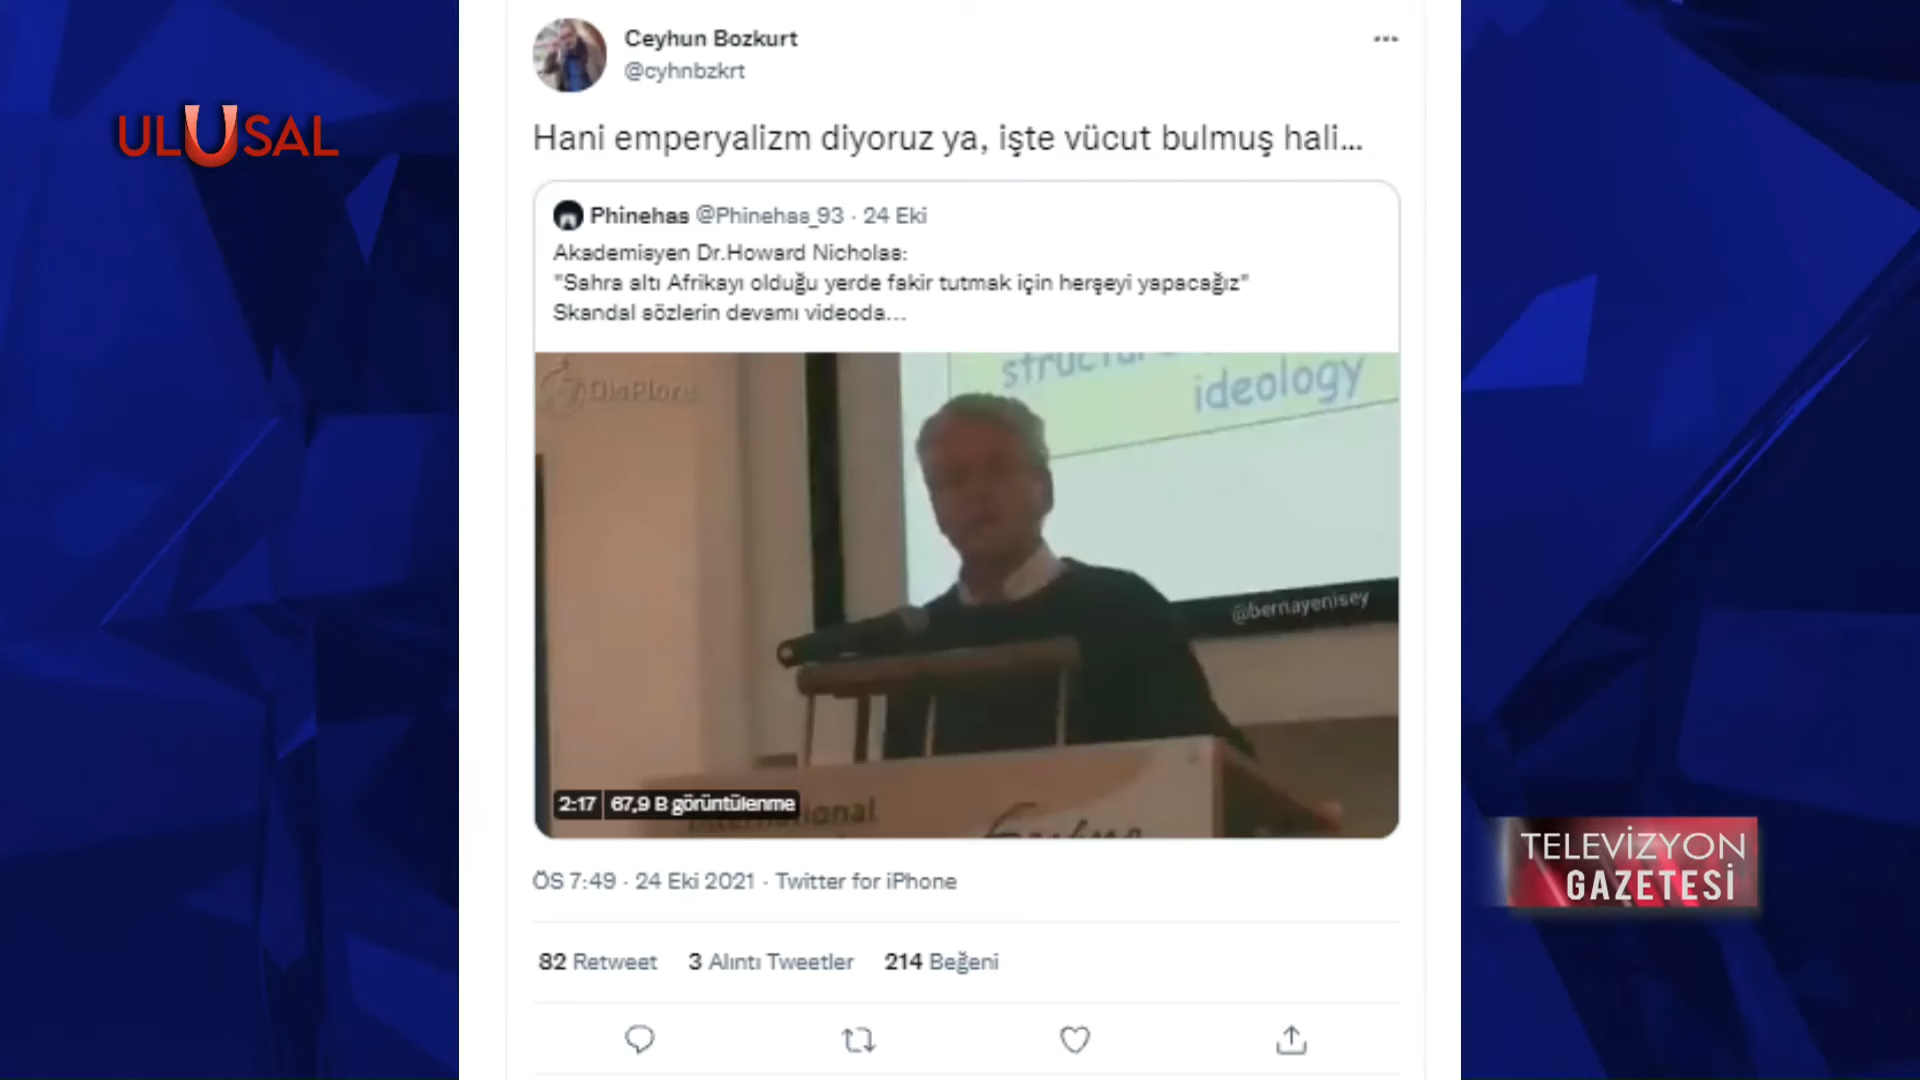 ULUSAL
Ceyhun Bozkurt
@cyhnbzkrt
Hani emperyalizm diyoruz ya, işte vücut bulmuş hali...
Phinehas @Phinehas_93 · 24 Eki
Akademisyen Dr.Howard Nicholas:
"Sahra altı Afrikayı olduğu yerde fakir tutmak için herşeyi yapacağız"
Skandal sözlerin devamı videoda...
ideology
@bernayenisey
2:17 67,9 B görüntülenme
ÖS 7:49 · 24 Eki 2021 · Twitter for iPhone
82 Retweet 3 Alıntı Tweetler 214 Beğeni
TELEVİZYON
GAZETESİ